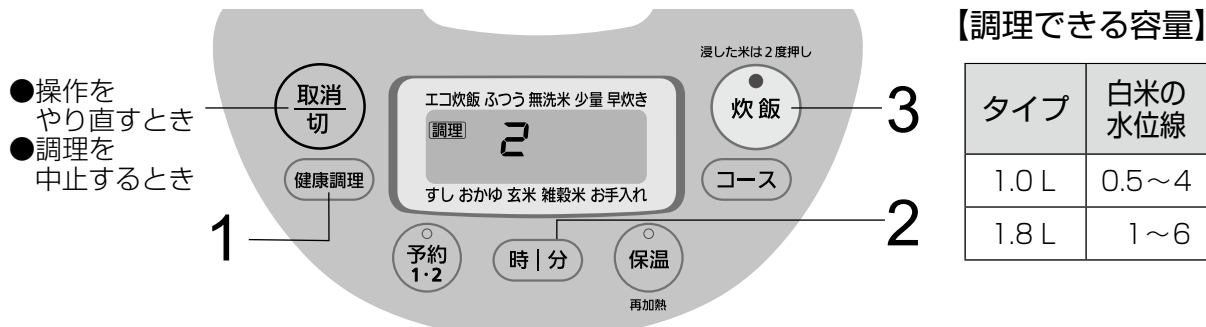 ●操作を
やり直すとき
●調理を
中止するとき
取消
切
健康調理
1
エコ炊飯 ふつう 無洗米 少量 早炊き
調理 2
すし おかゆ 玄米 雑穀米 お手入れ
予約
1・2
時|分
保温
再加熱
浸した米は2度押し
炊飯
コース
3
2
【調理できる容量】
タイプ 白米の
水位線
1.0 L 0.5～4
1.8 L 1～6